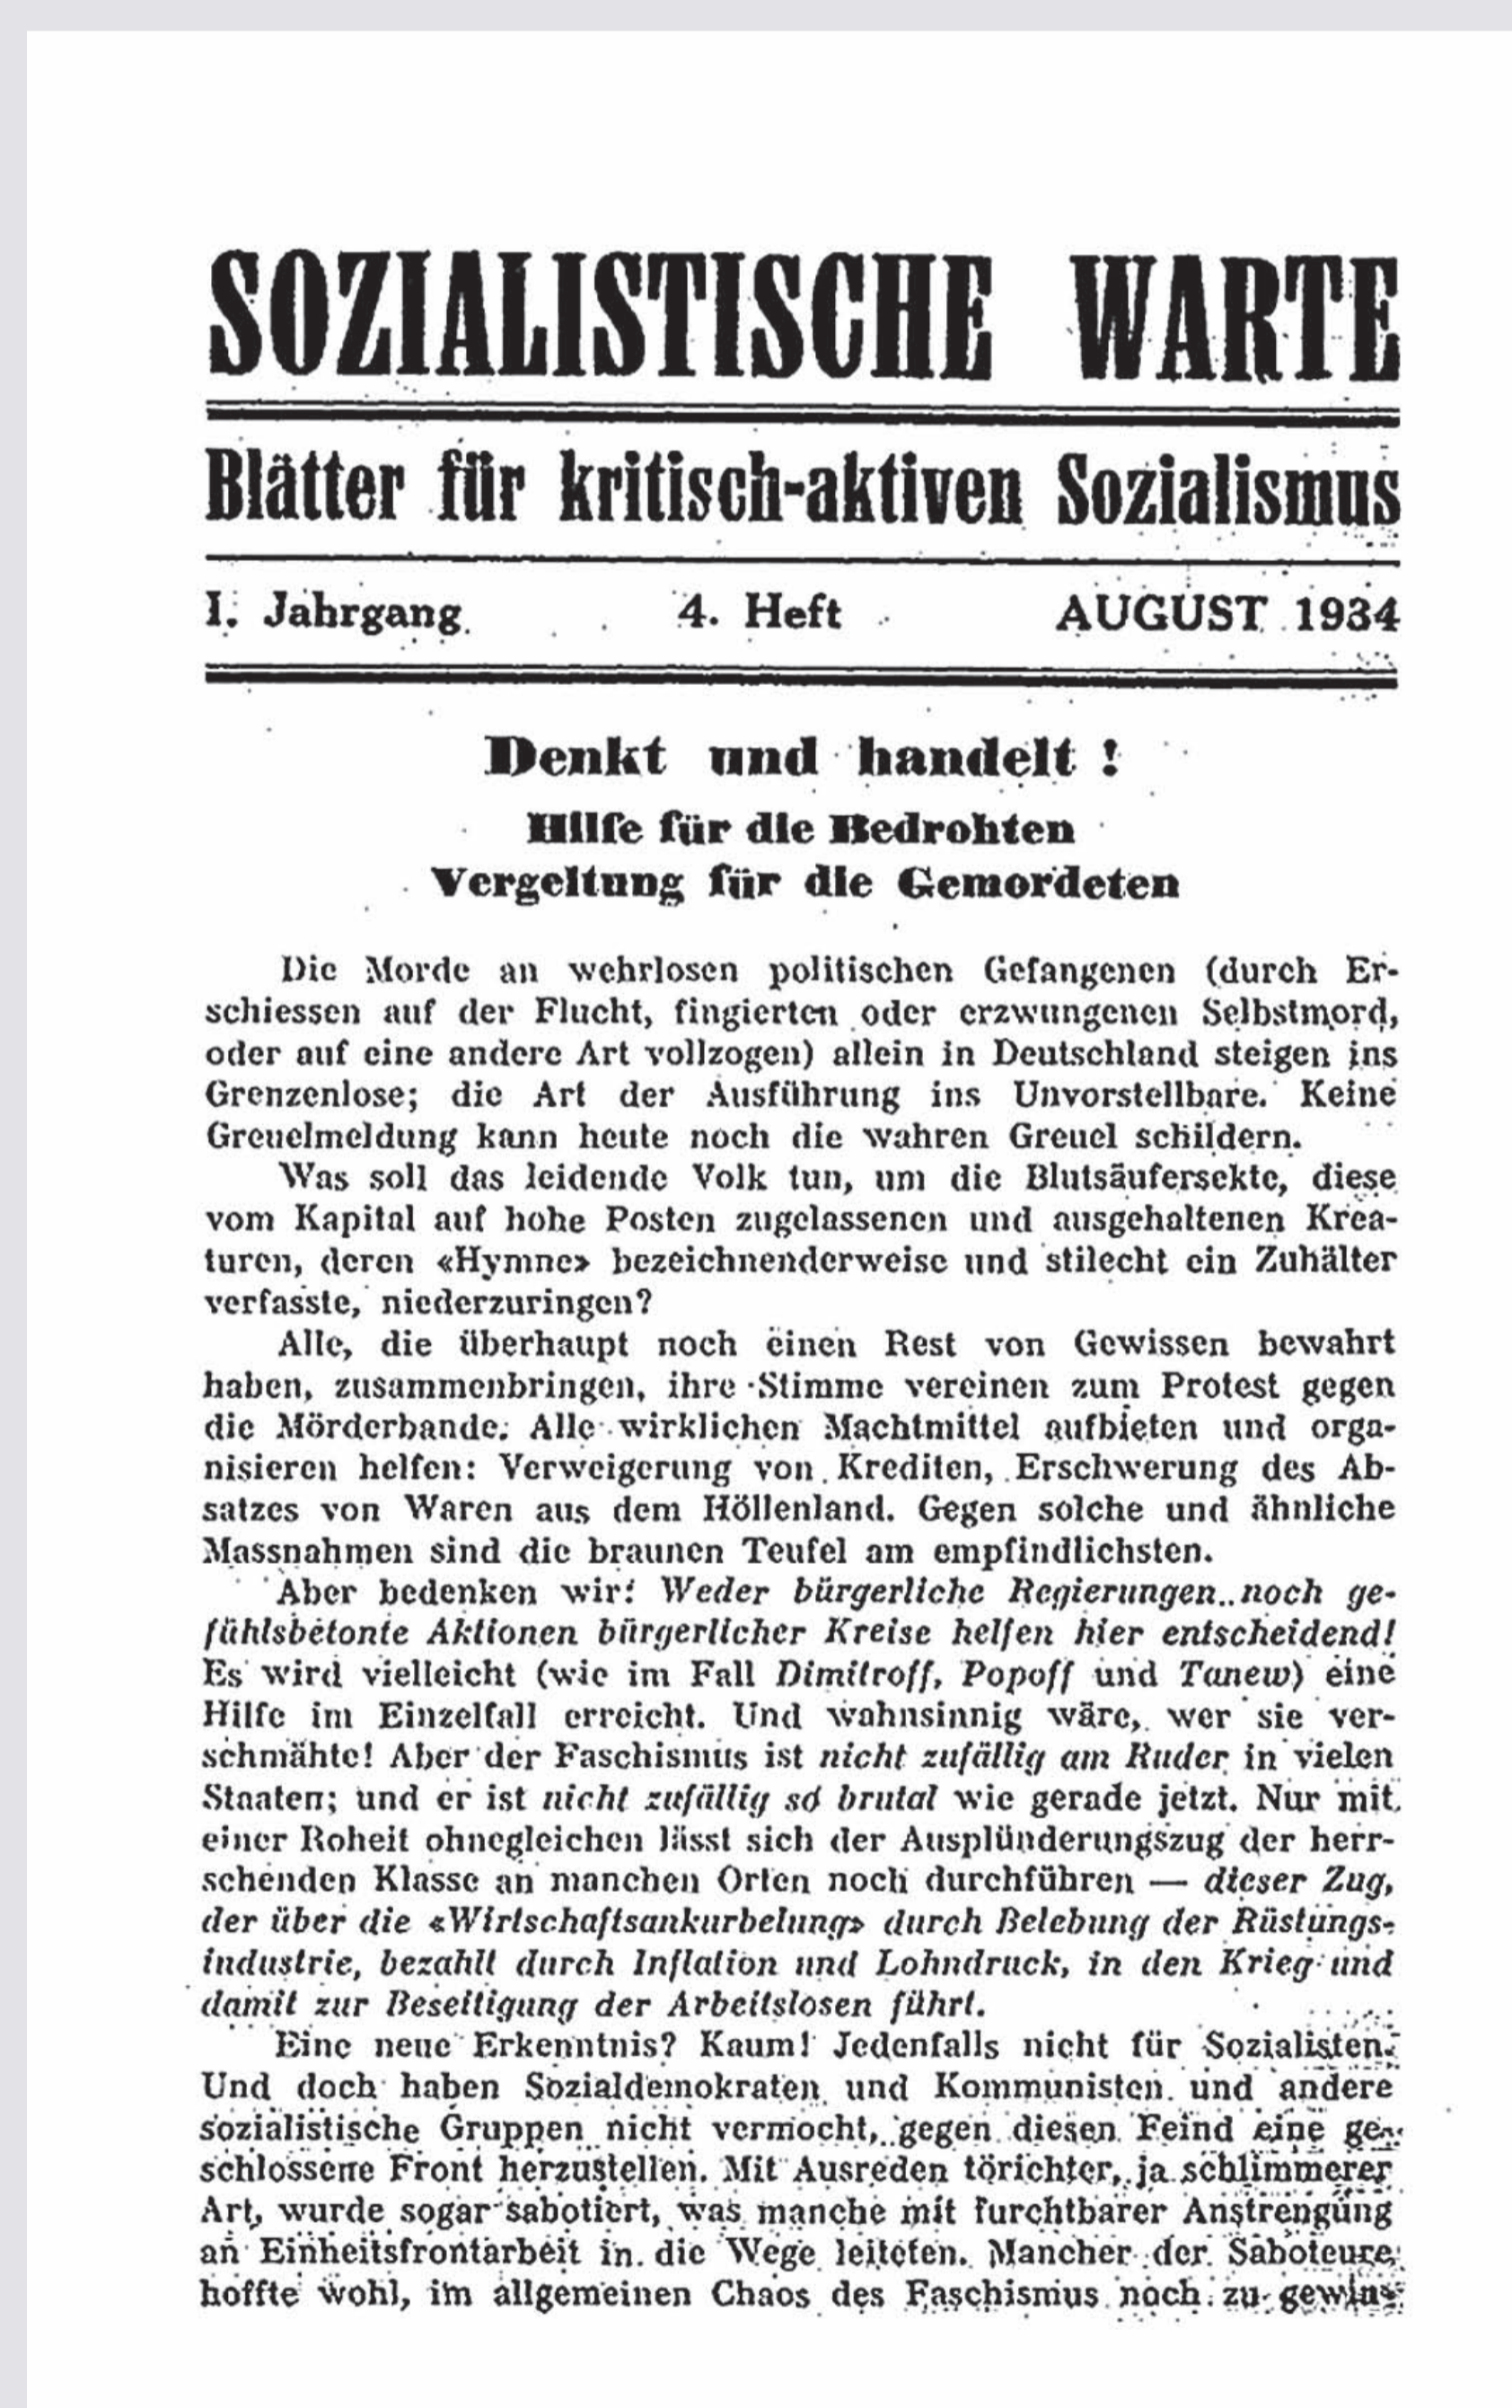 SOZIALISTISCHE WARTE
Blätter für kritisch-aktiven Sozialismus
I. Jahrgang 4. Heft AUGUST 1934
Denkt und handelt !
Hilfe für die Bedrohten
Vergeltung für die Gemordeten
Die Morde an wehrlosen politischen Gefangenen (durch Er-
schiessen auf der Flucht, fingierten oder erzwungenen Selbstmord,
oder auf eine andere Art vollzogen) allein in Deutschland steigen ins
Grenzenlose; die Art der Ausführung ins Unvorstellbare. Keine
Greuelmeldung kann heute noch die wahren Greuel schildern.
Was soll das leidende Volk tun, um die Blutsäufersekte, diese
vom Kapital auf hohe Posten zugelassenen und ausgehaltenen Krea-
turen, deren «Hymne» bezeichnenderweise und stilecht ein Zuhälter
verfasste, niederzuringen?
Alle, die überhaupt noch einen Rest von Gewissen bewahrt
haben, zusammenbringen, ihre Stimme vereinen zum Protest gegen
die Mörderbande. Alle wirklichen Machtmittel aufbieten und orga-
nisieren helfen: Verweigerung von Krediten, Erschwerung des Ab-
satzes von Waren aus dem Höllenland. Gegen solche und ähnliche
Massnahmen sind die braunen Teufel am empfindlichsten.
Aber bedenken wir: Weder bürgerliche Regierungen noch ge-
fühlsbetonte Aktionen bürgerlicher Kreise helfen hier entscheidend!
Es wird vielleicht (wie im Fall Dimitroff, Popoff und Tanew) eine
Hilfe im Einzelfall erreicht. Und wahnsinnig wäre, wer sie ver-
schmähte! Aber der Faschismus ist nicht zufällig am Ruder in vielen
Staaten; und er ist nicht zufällig so brutal wie gerade jetzt. Nur mit
einer Roheit ohnegleichen lässt sich der Ausplünderungszug der herr-
schenden Klasse an manchen Orten noch durchführen — dieser Zug,
der über die «Wirtschaftsankurbelung» durch Belebung der Rüstungs-
industrie, bezahlt durch Inflation und Lohndruck, in den Krieg und
damit zur Beseitigung der Arbeitslosen führt.
Eine neue Erkenntnis? Kaum! Jedenfalls nicht für Sozialisten.
Und doch haben Sozialdemokraten und Kommunisten und andere
sozialistische Gruppen nicht vermocht, gegen diesen Feind eine ge-
schlossene Front herzustellen. Mit Ausreden törichter, ja schlimmerer
Art, wurde sogar sabotiert, was manche mit furchtbarer Anstrengung
an Einheitsfrontarbeit in die Wege leiteten. Mancher der Saboteure
hoffte wohl, im allgemeinen Chaos des Faschismus noch zu gewin-